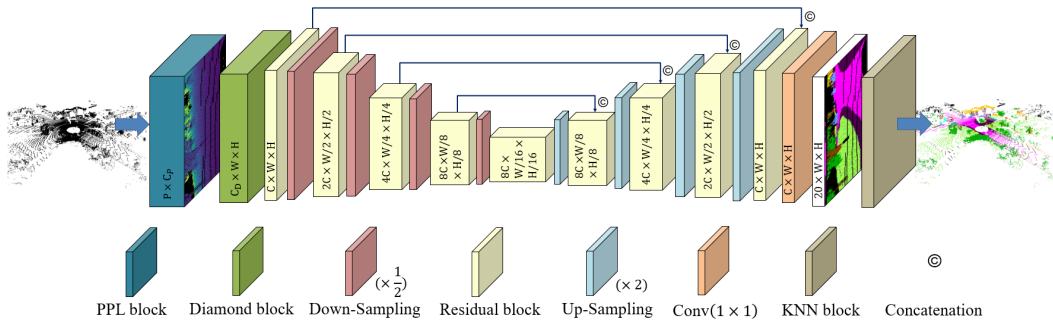 ©
©
©
©
P × C_P
C_D × W × H
C × W × H
2C × W/2 × H/2
4C × W/4 × H/4
8C × W/8
× H/8
8C ×
W/16 ×
H/16
8C × W/8
× H/8
4C × W/4 × H/4
2C × W/2 × H/2
C × W × H
C × W × H
20 × W × H
(× 1/2)
(× 2)
©
PPL block
Diamond block
Down-Sampling
Residual block
Up-Sampling
Conv(1 × 1)
KNN block
Concatenation